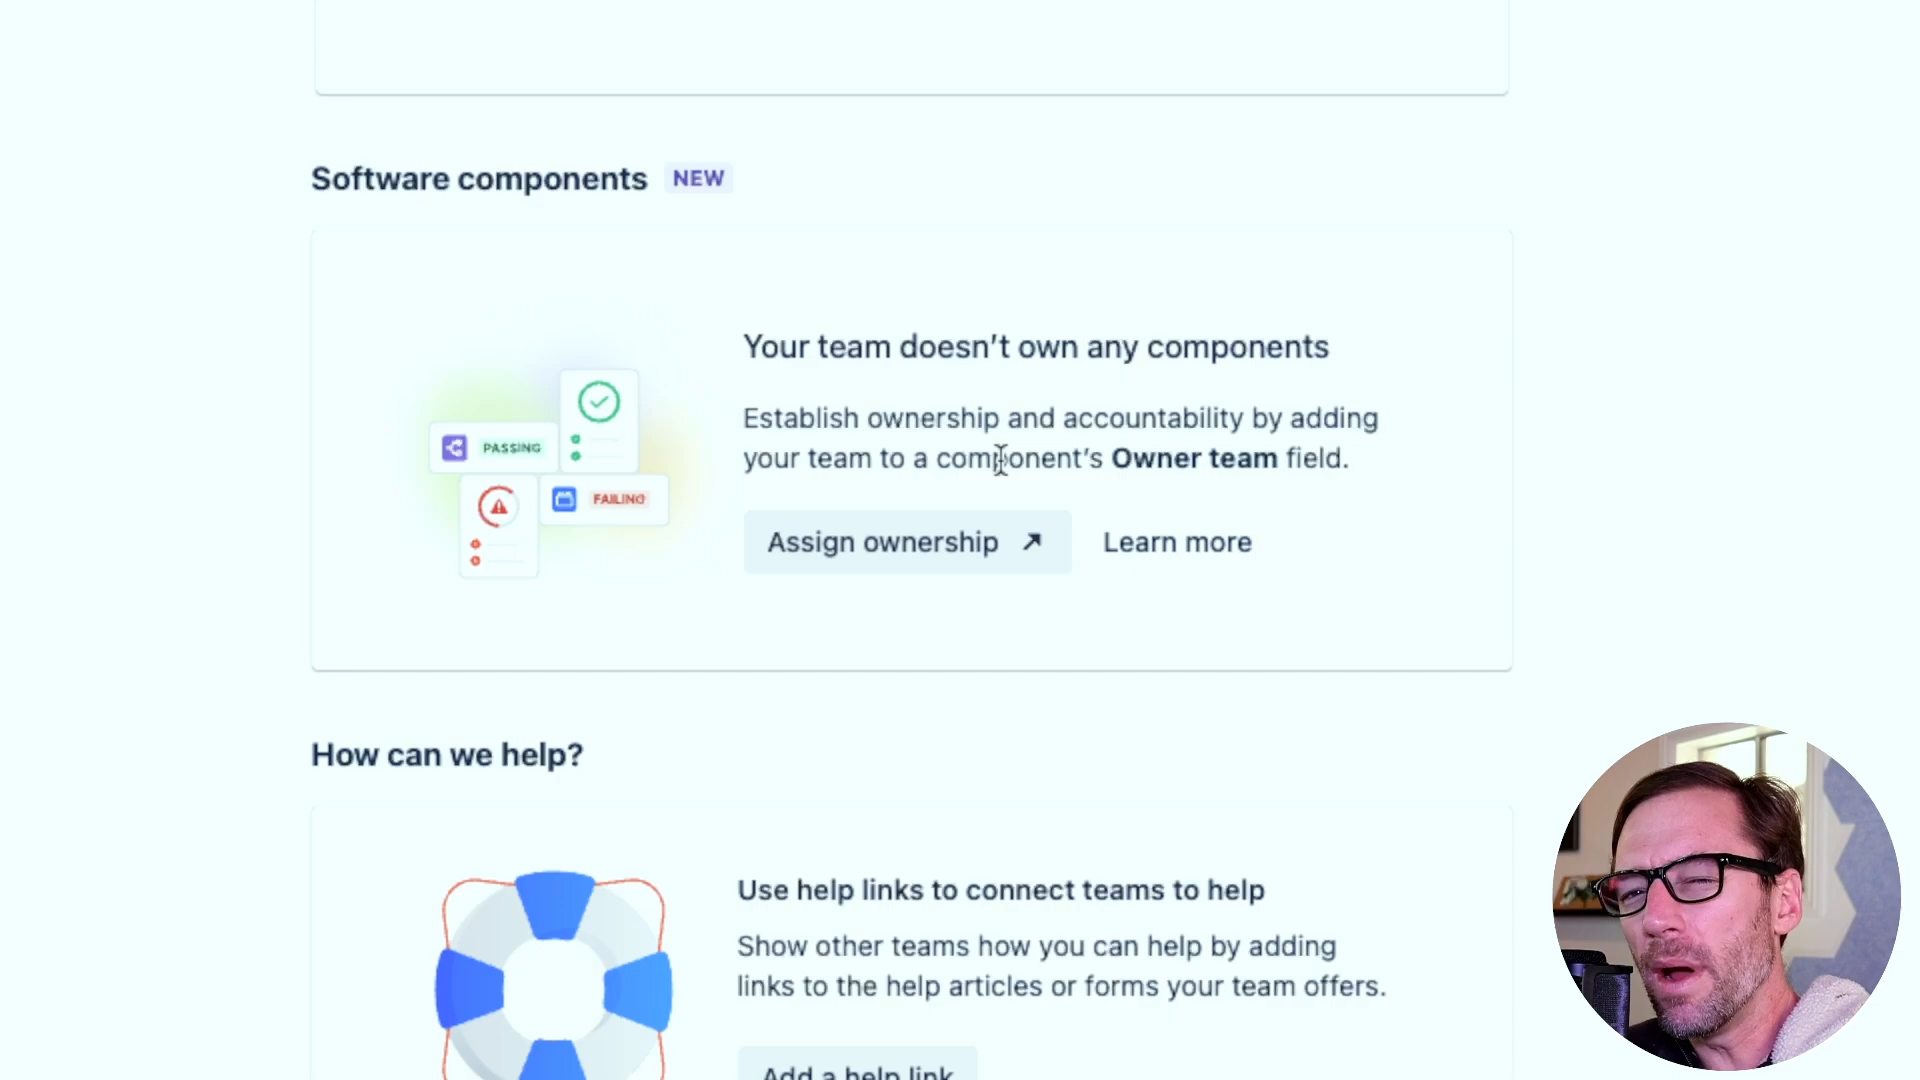 Software components NEW
Your team doesn’t own any components
Establish ownership and accountability by adding
your team to a component’s Owner team field.
PASSING
FAILING
Assign ownership Learn more
How can we help?
Use help links to connect teams to help
Show other teams how you can help by adding
links to the help articles or forms your team offers.
Add a help link